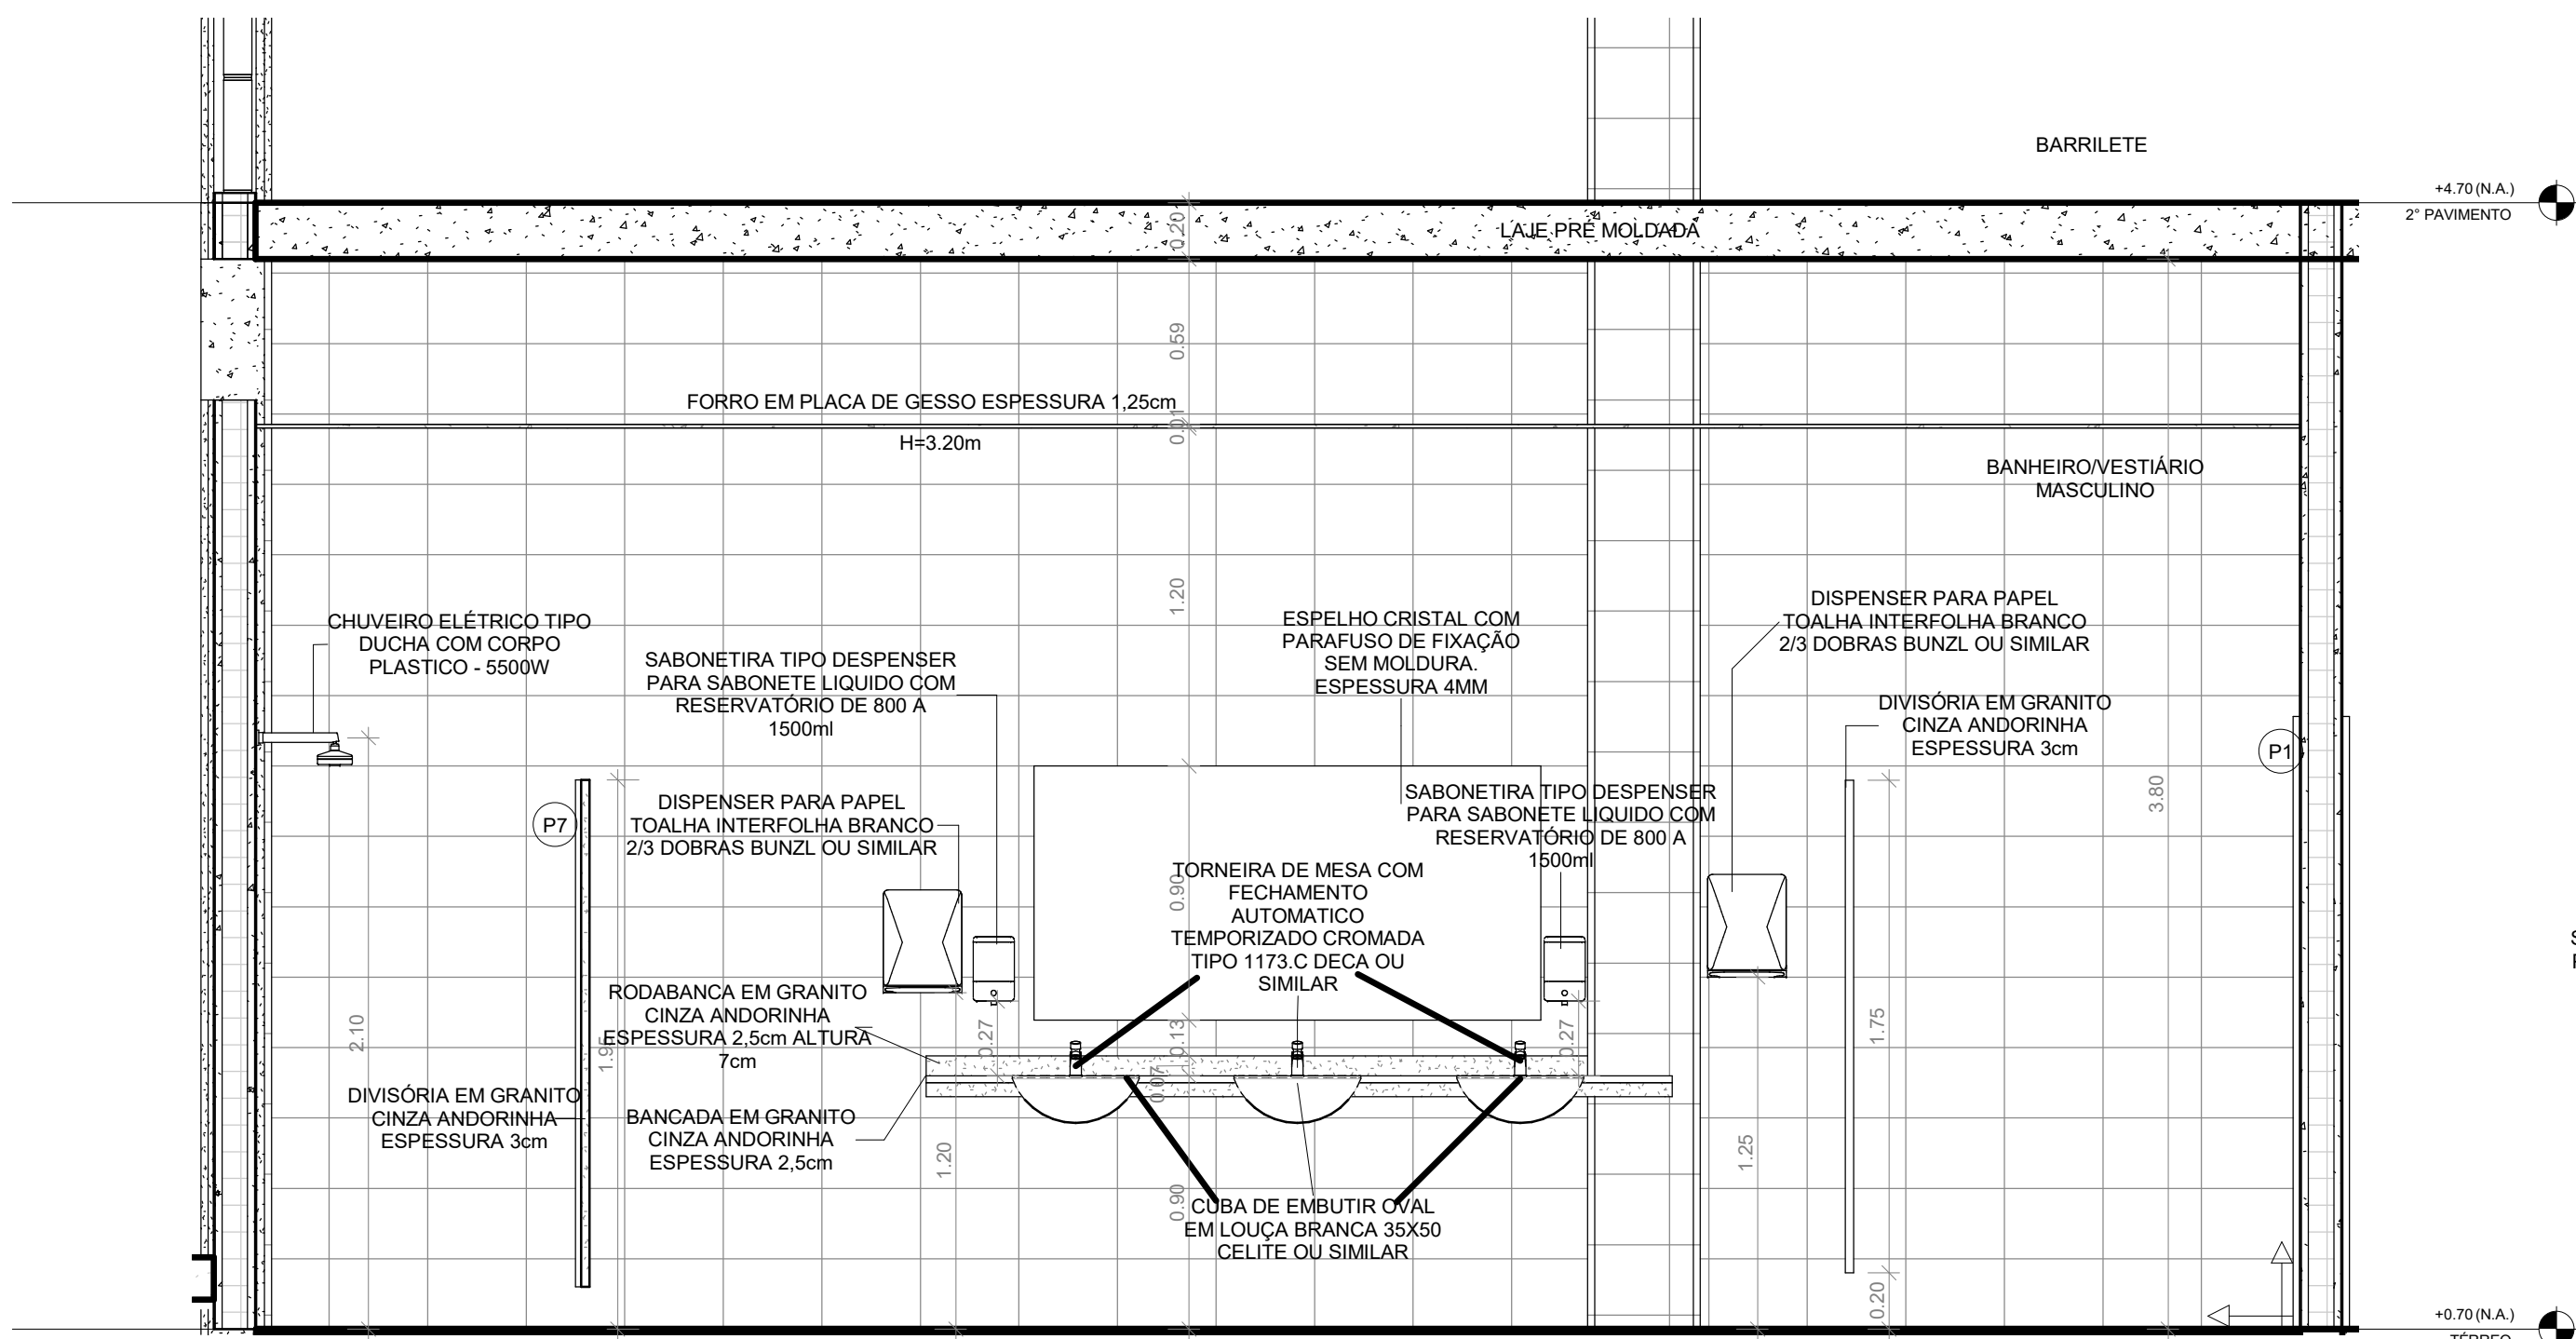 BARRILETE
+4.70 (N.A.)
2° PAVIMENTO
0.20
LAJE PRÉ MOLDADA
0.59
FORRO EM PLACA DE GESSO ESPESSURA 1,25cm
0.01
H=3.20m
BANHEIRO/VESTIÁRIO
MASCULINO
1.20
CHUVEIRO ELÉTRICO TIPO
DUCHA COM CORPO
PLASTICO - 5500W
SABONETIRA TIPO DESPENSER
PARA SABONETE LIQUIDO COM
RESERVATÓRIO DE 800 A
1500ml
ESPELHO CRISTAL COM
PARAFUSO DE FIXAÇÃO
SEM MOLDURA.
ESPESSURA 4MM
DISPENSER PARA PAPEL
TOALHA INTERFOLHA BRANCO
2/3 DOBRAS BUNZL OU SIMILAR
DIVISÓRIA EM GRANITO
CINZA ANDORINHA
ESPESSURA 3cm
P1
3.80
P7
DISPENSER PARA PAPEL
TOALHA INTERFOLHA BRANCO
2/3 DOBRAS BUNZL OU SIMILAR
SABONETIRA TIPO DESPENSER
PARA SABONETE LIQUIDO COM
RESERVATÓRIO DE 800 A
1500ml
0.90
TORNEIRA DE MESA COM
FECHAMENTO
AUTOMATICO
TEMPORIZADO CROMADA
TIPO 1173.C DECA OU
SIMILAR
2.10
1.95
RODABANCA EM GRANITO
CINZA ANDORINHA
ESPESSURA 2,5cm ALTURA
7cm
0.27
0.13
0.27
0.07
1.75
DIVISÓRIA EM GRANITO
CINZA ANDORINHA
ESPESSURA 3cm
BANCADA EM GRANITO
CINZA ANDORINHA
ESPESSURA 2,5cm
1.20
1.25
0.90
CUBA DE EMBUTIR OVAL
EM LOUÇA BRANCA 35X50
CELITE OU SIMILAR
0.20
+0.70 (N.A.)
TÉRREO